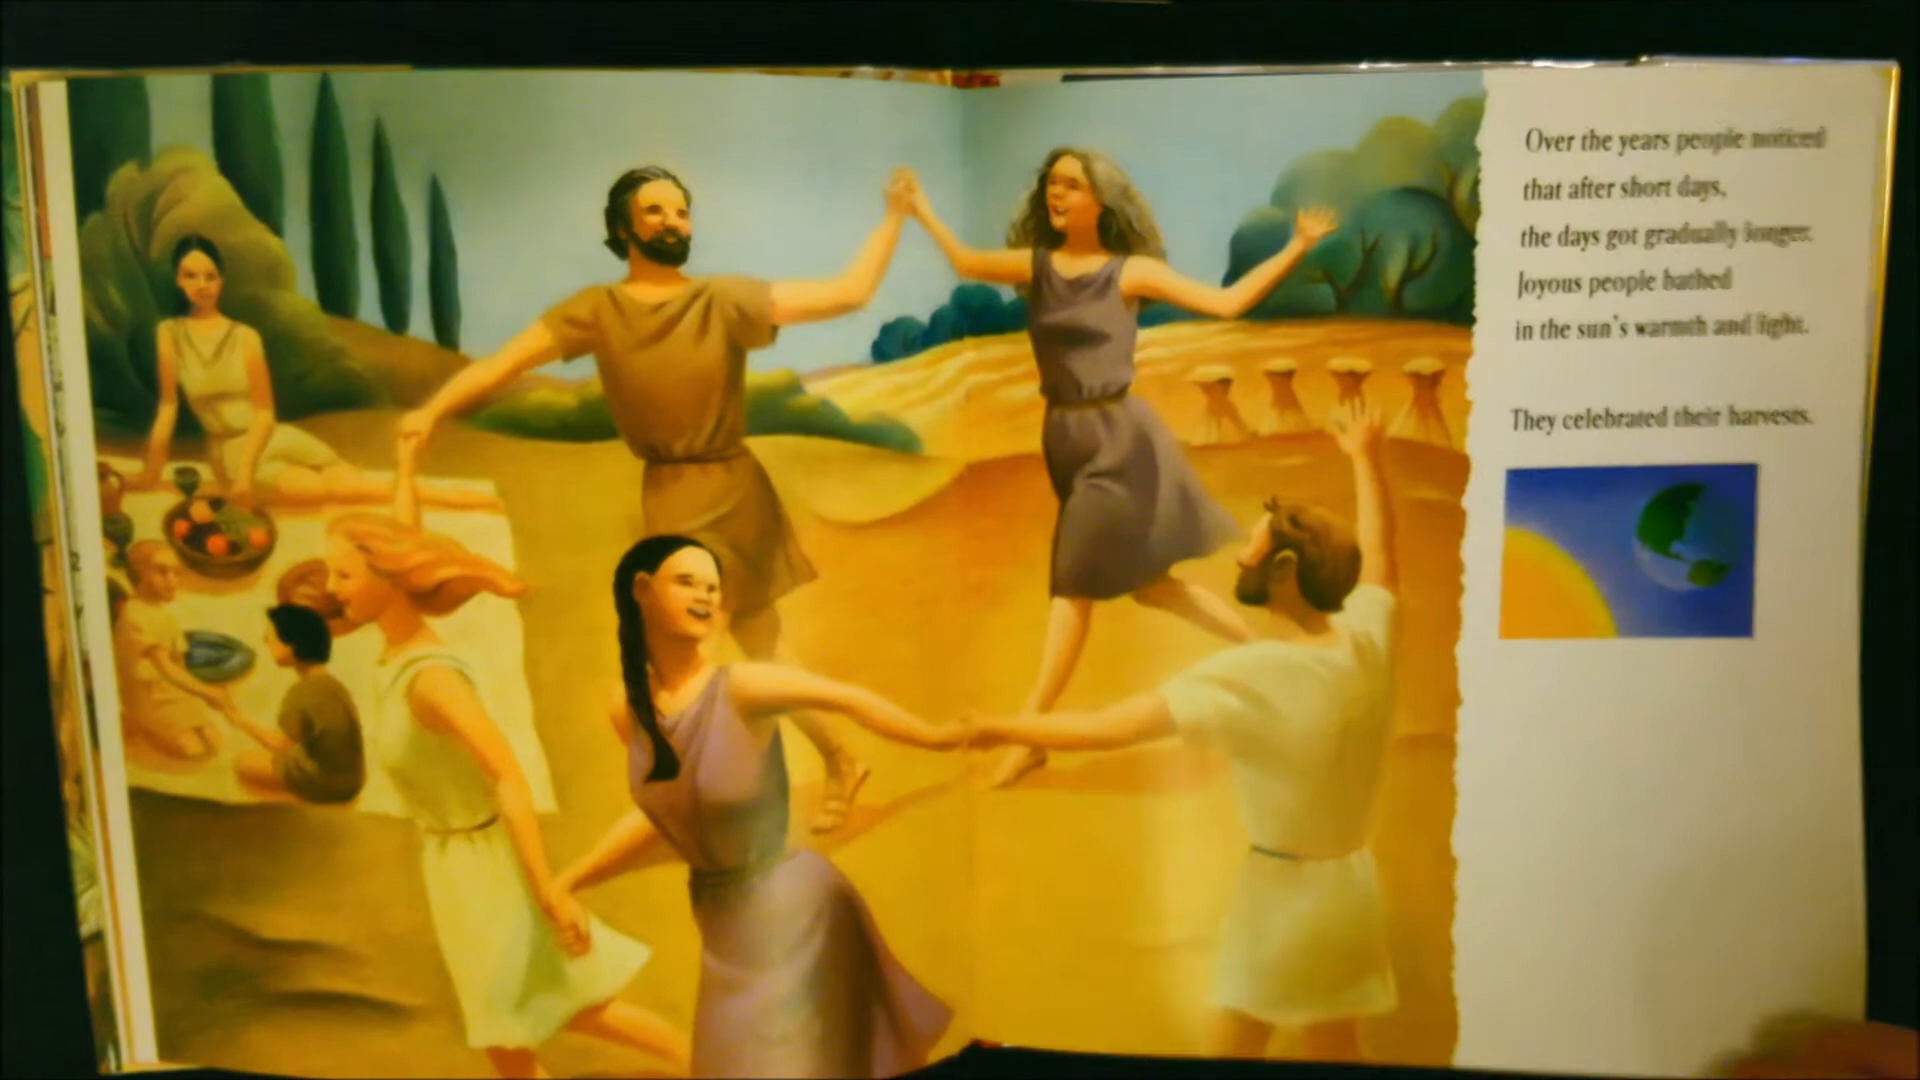 Over the years people noticed
that after short days,
the days got gradually longer.
Joyous people bathed
in the sun's warmth and light.
They celebrated their harvests.